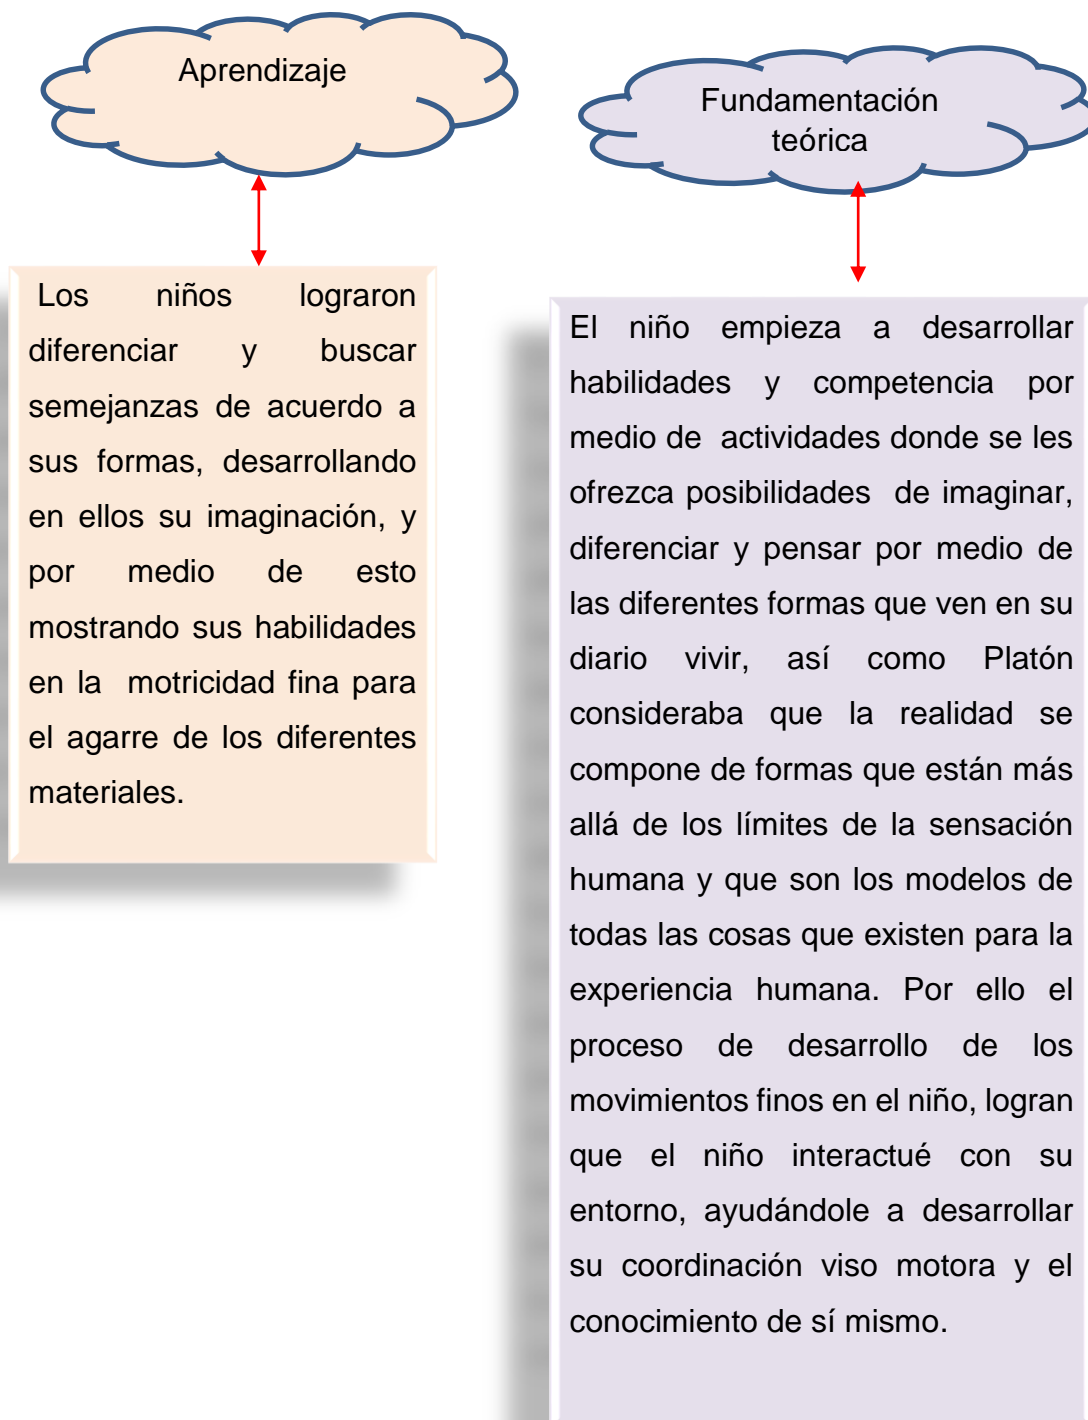 Aprendizaje
Los niños lograron
diferenciar y buscar
semejanzas de acuerdo a
sus formas, desarrollando
en ellos su imaginación, y
por medio de esto
mostrando sus habilidades
en la motricidad fina para
el agarre de los diferentes
materiales.
Fundamentación
teórica
El niño empieza a desarrollar
habilidades y competencia por
medio de actividades donde se les
ofrezca posibilidades de imaginar,
diferenciar y pensar por medio de
las diferentes formas que ven en su
diario vivir, así como Platón
consideraba que la realidad se
compone de formas que están más
allá de los límites de la sensación
humana y que son los modelos de
todas las cosas que existen para la
experiencia humana. Por ello el
proceso de desarrollo de los
movimientos finos en el niño, logran
que el niño interactué con su
entorno, ayudándole a desarrollar
su coordinación viso motora y el
conocimiento de sí mismo.